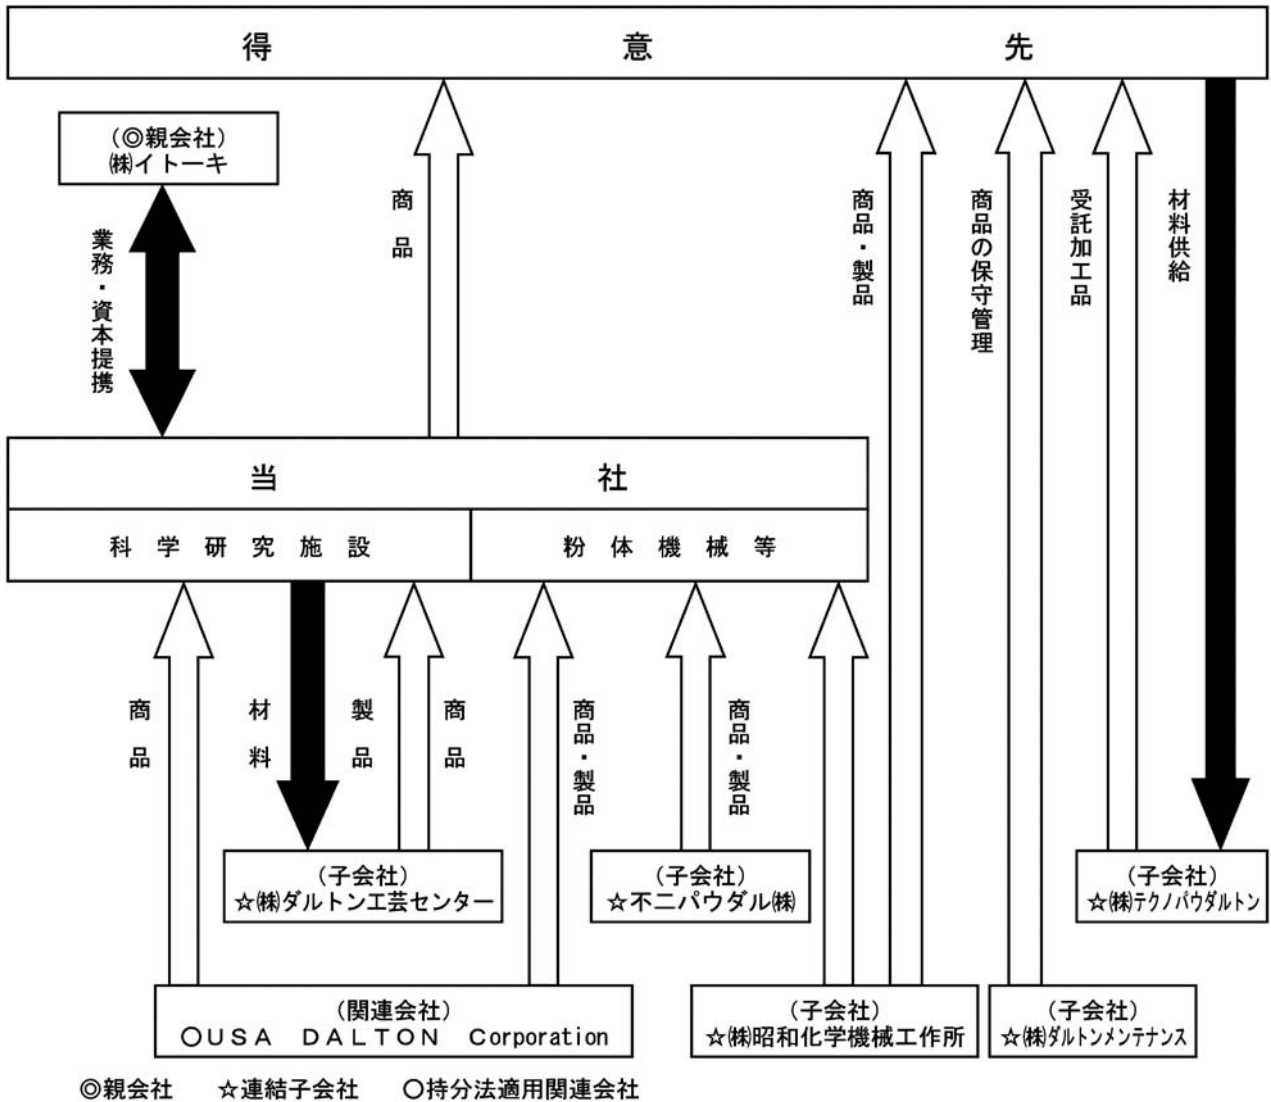 得意先
(◎親会社)
㈱イトーキ
業務・資本提携
商品
商品・製品
商品の保守管理
受託加工品
材料供給
当社
科学研究施設
粉体機械等
商品
材料
製品
商品
商品・製品
商品・製品
(子会社)
☆㈱ダルトン工芸センター
(子会社)
☆不二パウダル㈱
(子会社)
☆㈱テクノパウダルトン
(関連会社)
○USA DALTON Corporation
(子会社)
☆㈱昭和化学機械工作所
(子会社)
☆㈱ダルトンメンテナンス
◎親会社 ☆連結子会社 ○持分法適用関連会社